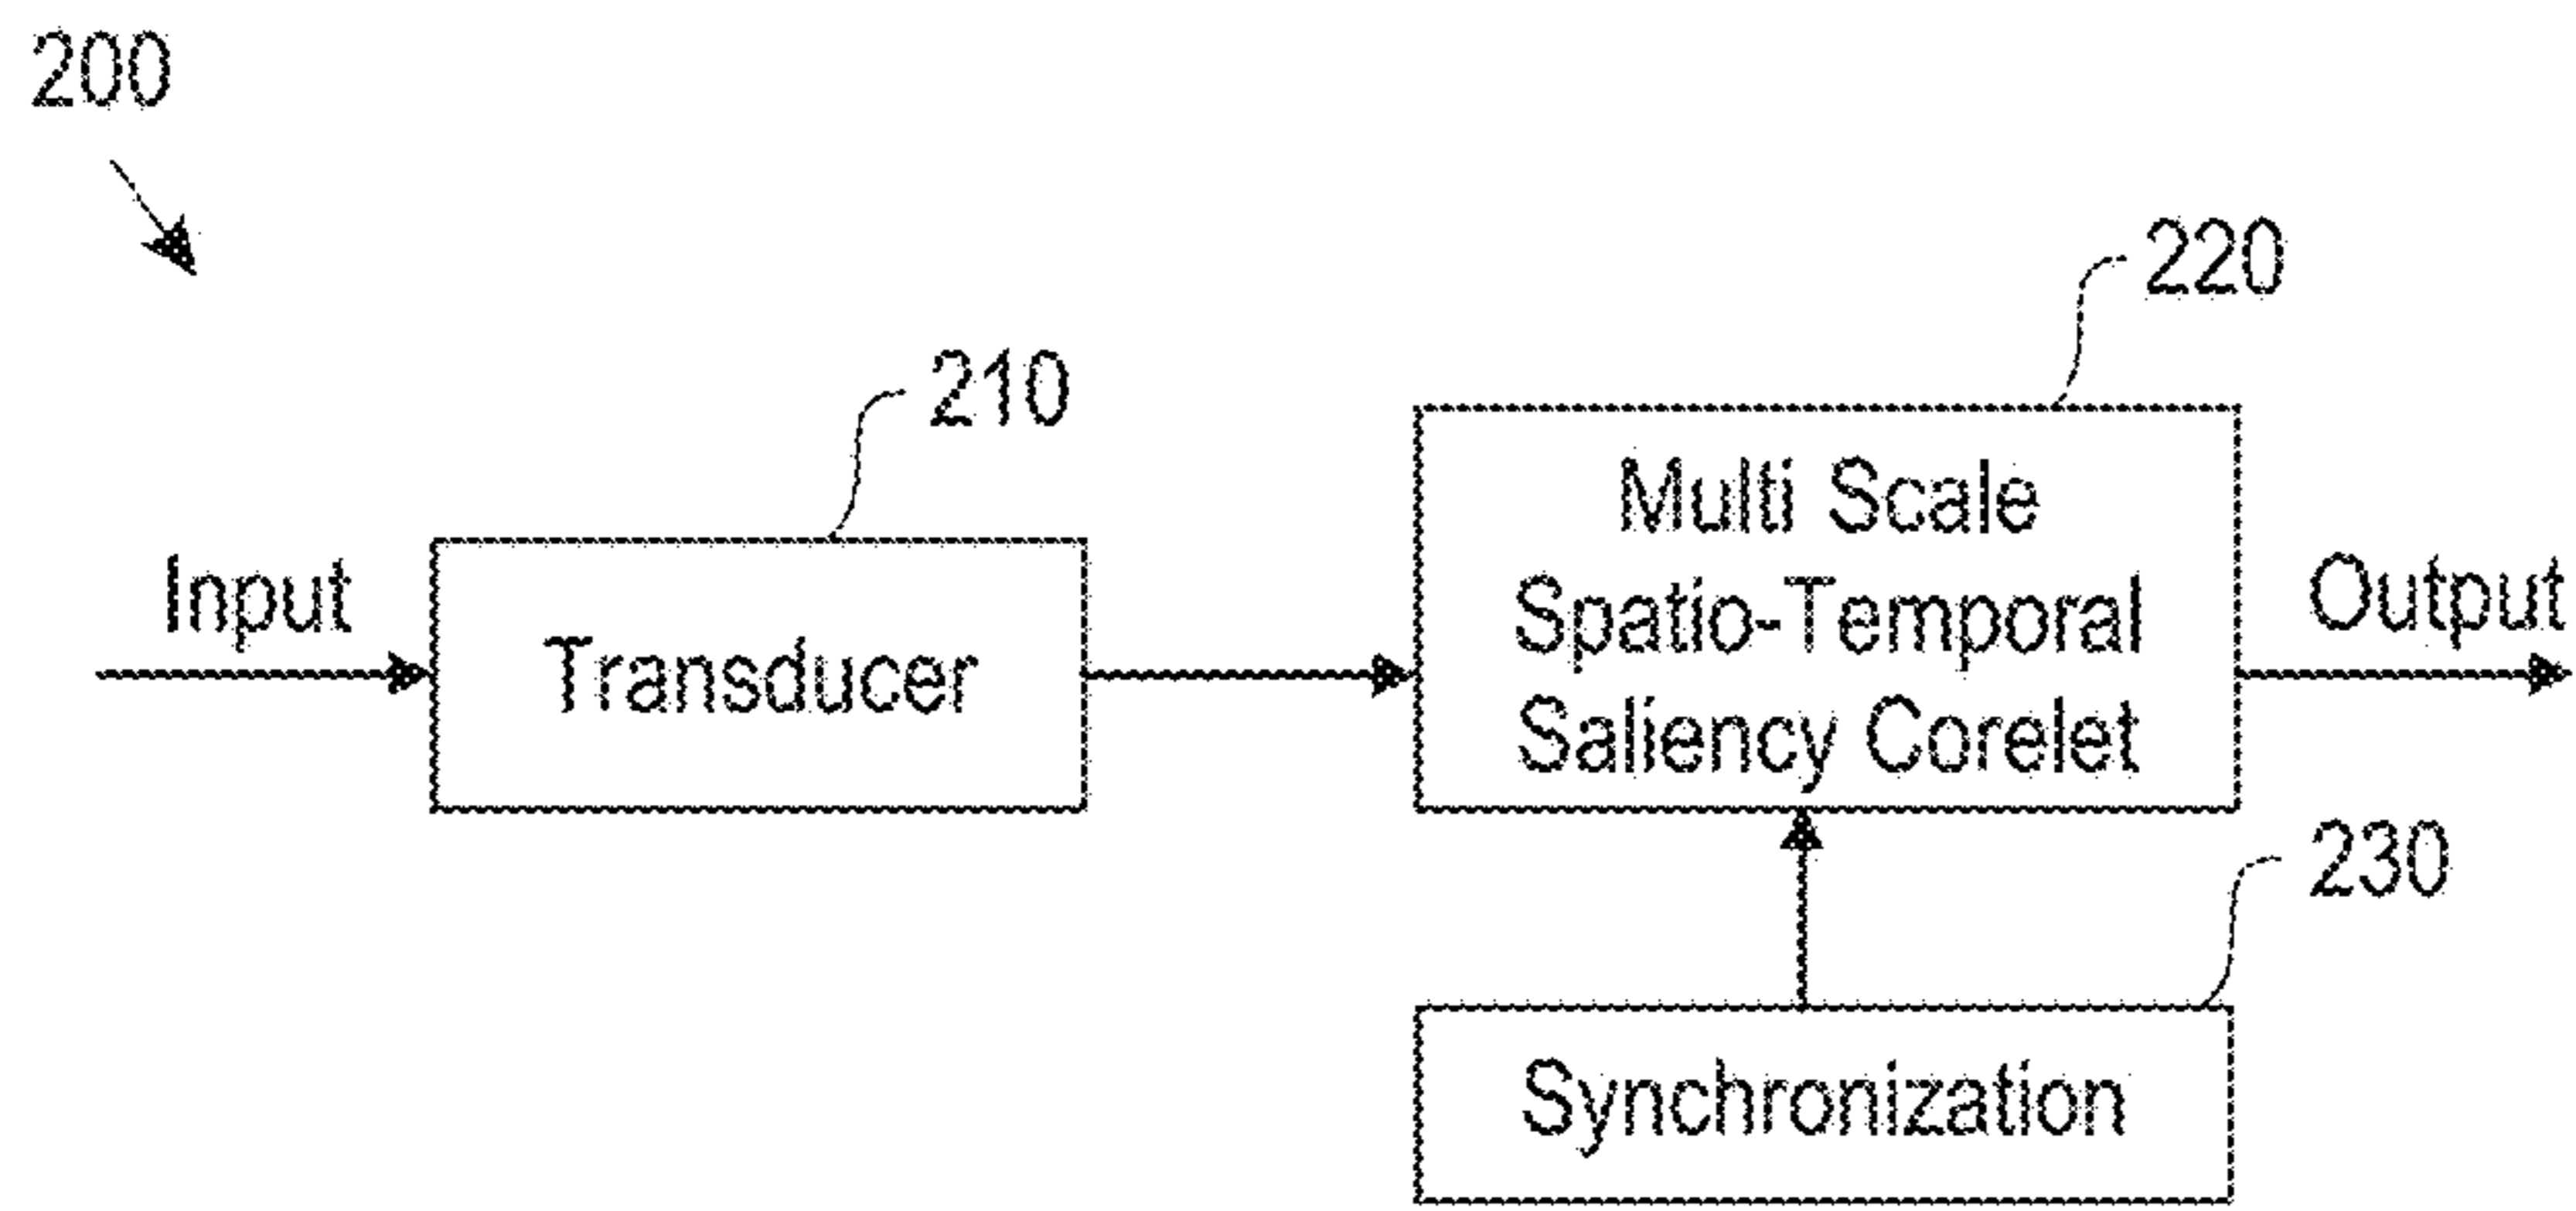 200
220
210
Multi Scale
Spatio-Temporal
Saliency Corelet
Input
Output
Transducer
230
Synchronization